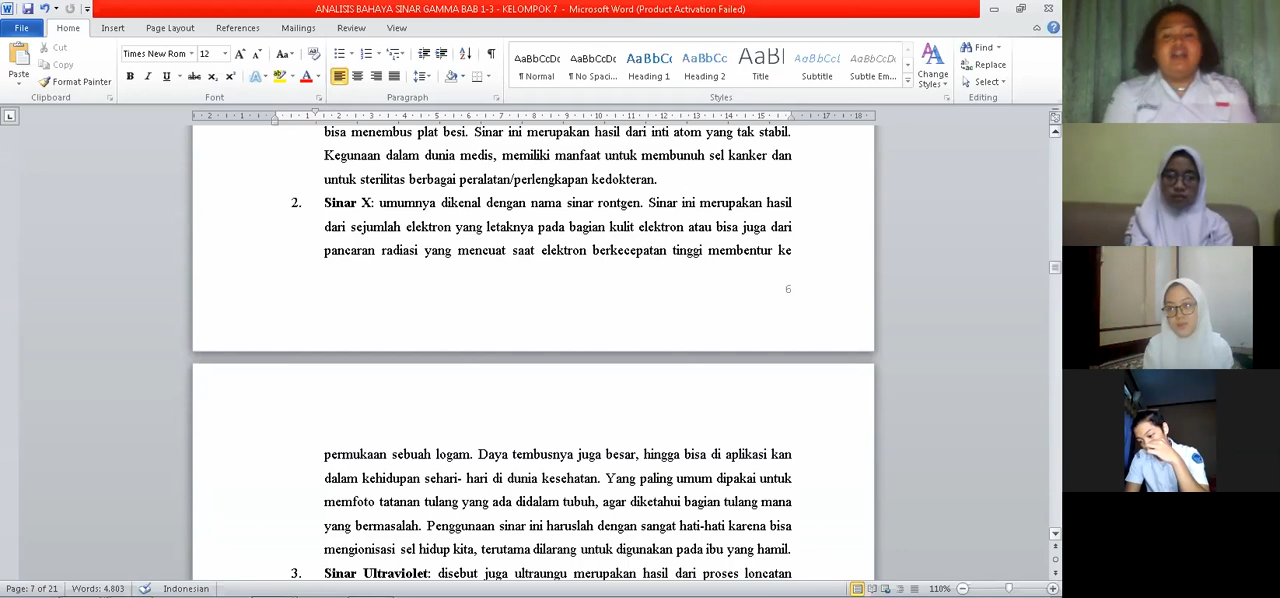 ANALISIS BAHAYA SINAR GAMMA BAB 1-3 - KELOMPOK 7 - Microsoft Word (Product Activation Failed)
File Home Insert Page Layout References Mailings Review View
Paste
Cut
Copy
Format Painter
Clipboard
Times New Rom 12
Font
Paragraph
AaBbCcDc AaBbCcDc AaBbC AaBbCc AaBl AaBbCcL AaBbCcDc
¶ Normal ¶ No Spaci... Heading 1 Heading 2 Title Subtitle Subtle Em...
Styles
Change
Styles
Find
Replace
Select
Editing
bisa menembus plat besi. Sinar ini merupakan hasil dari inti atom yang tak stabil.
Kegunaan dalam dunia medis, memiliki manfaat untuk membunuh sel kanker dan
untuk sterilitas berbagai peralatan/perlengkapan kedokteran.
2. Sinar X: umumnya dikenal dengan nama sinar rontgen. Sinar ini merupakan hasil
dari sejumlah elektron yang letaknya pada bagian kulit elektron atau bisa juga dari
pancaran radiasi yang mencuat saat elektron berkecepatan tinggi membentur ke
6
permukaan sebuah logam. Daya tembusnya juga besar, hingga bisa di aplikasi kan
dalam kehidupan sehari- hari di dunia kesehatan. Yang paling umum dipakai untuk
memfoto tatanan tulang yang ada didalam tubuh, agar diketahui bagian tulang mana
yang bermasalah. Penggunaan sinar ini haruslah dengan sangat hati-hati karena bisa
mengionisasi sel hidup kita, terutama dilarang untuk digunakan pada ibu yang hamil.
3. Sinar Ultraviolet: disebut juga ultraungu merupakan hasil dari proses loncatan
Page: 7 of 21 Words: 4.803 Indonesian 110%